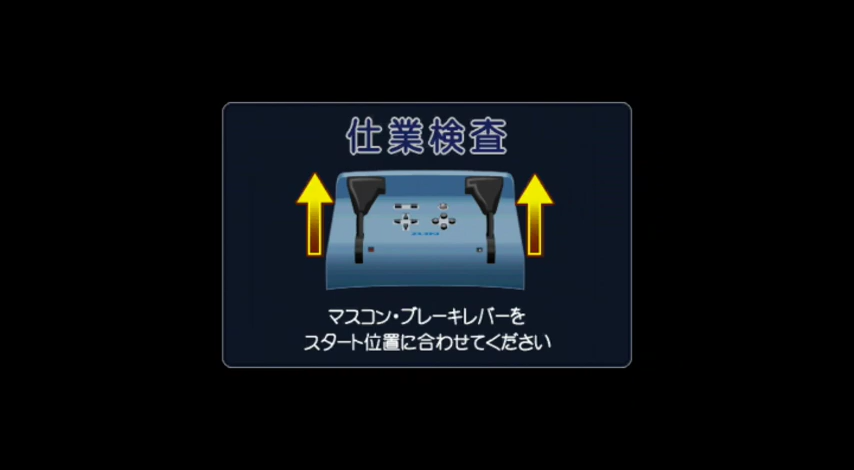 仕業検査
マスコン・ブレーキレバーを
スタート位置に合わせてください